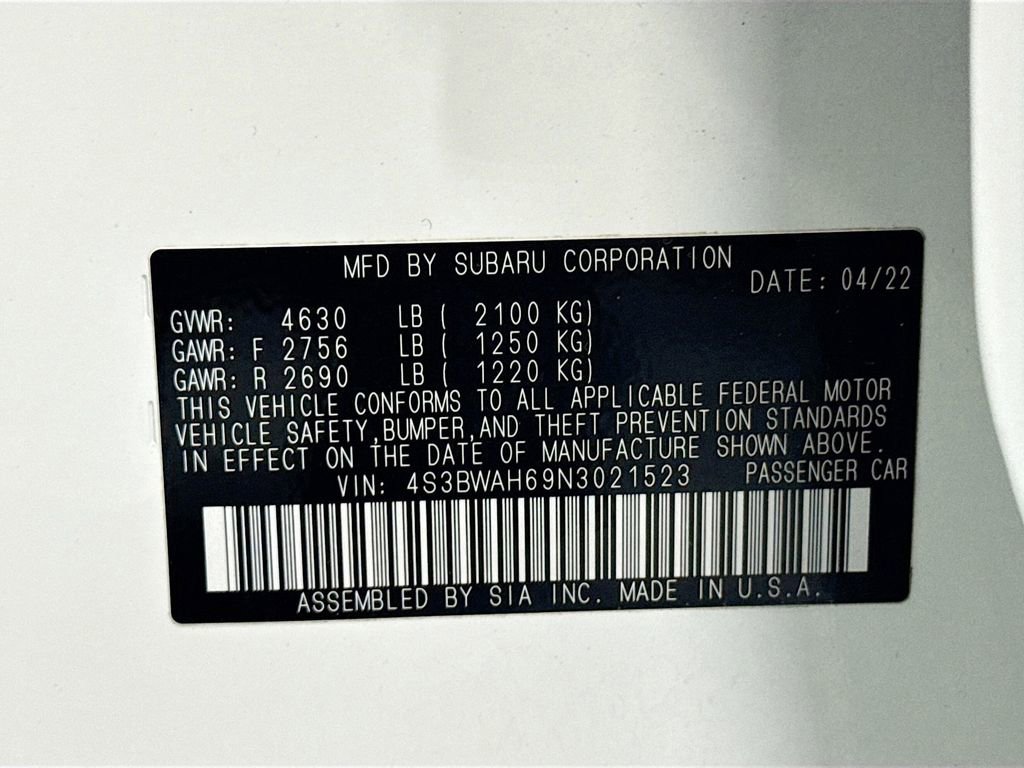 MFD BY SUBARU CORPORATION
DATE: 04/22
GVWR: 4630 LB ( 2100 KG)
GAWR: F 2756 LB ( 1250 KG)
GAWR: R 2690 LB ( 1220 KG)
THIS VEHICLE CONFORMS TO ALL APPLICABLE FEDERAL MOTOR
VEHICLE SAFETY,BUMPER,AND THEFT PREVENTION STANDARDS
IN EFFECT ON THE DATE OF MANUFACTURE SHOWN ABOVE.
VIN: 4S3BWAH69N3021523 PASSENGER CAR
ASSEMBLED BY SIA INC. MADE IN U.S.A.